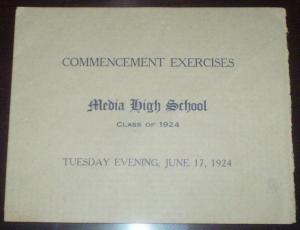 COMMENCEMENT EXERCISES
Media High School
CLASS OF 1924
TUESDAY EVENING, JUNE 17, 1924